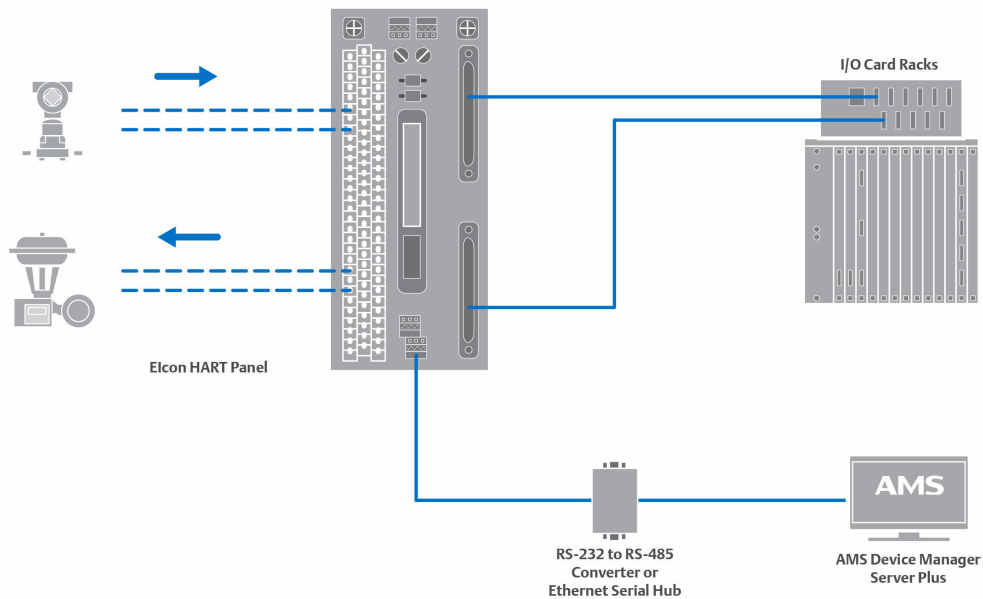 I/O Card Racks
Elcon HART Panel
AMS
RS-232 to RS-485
Converter or
Ethernet Serial Hub
AMS Device Manager
Server Plus